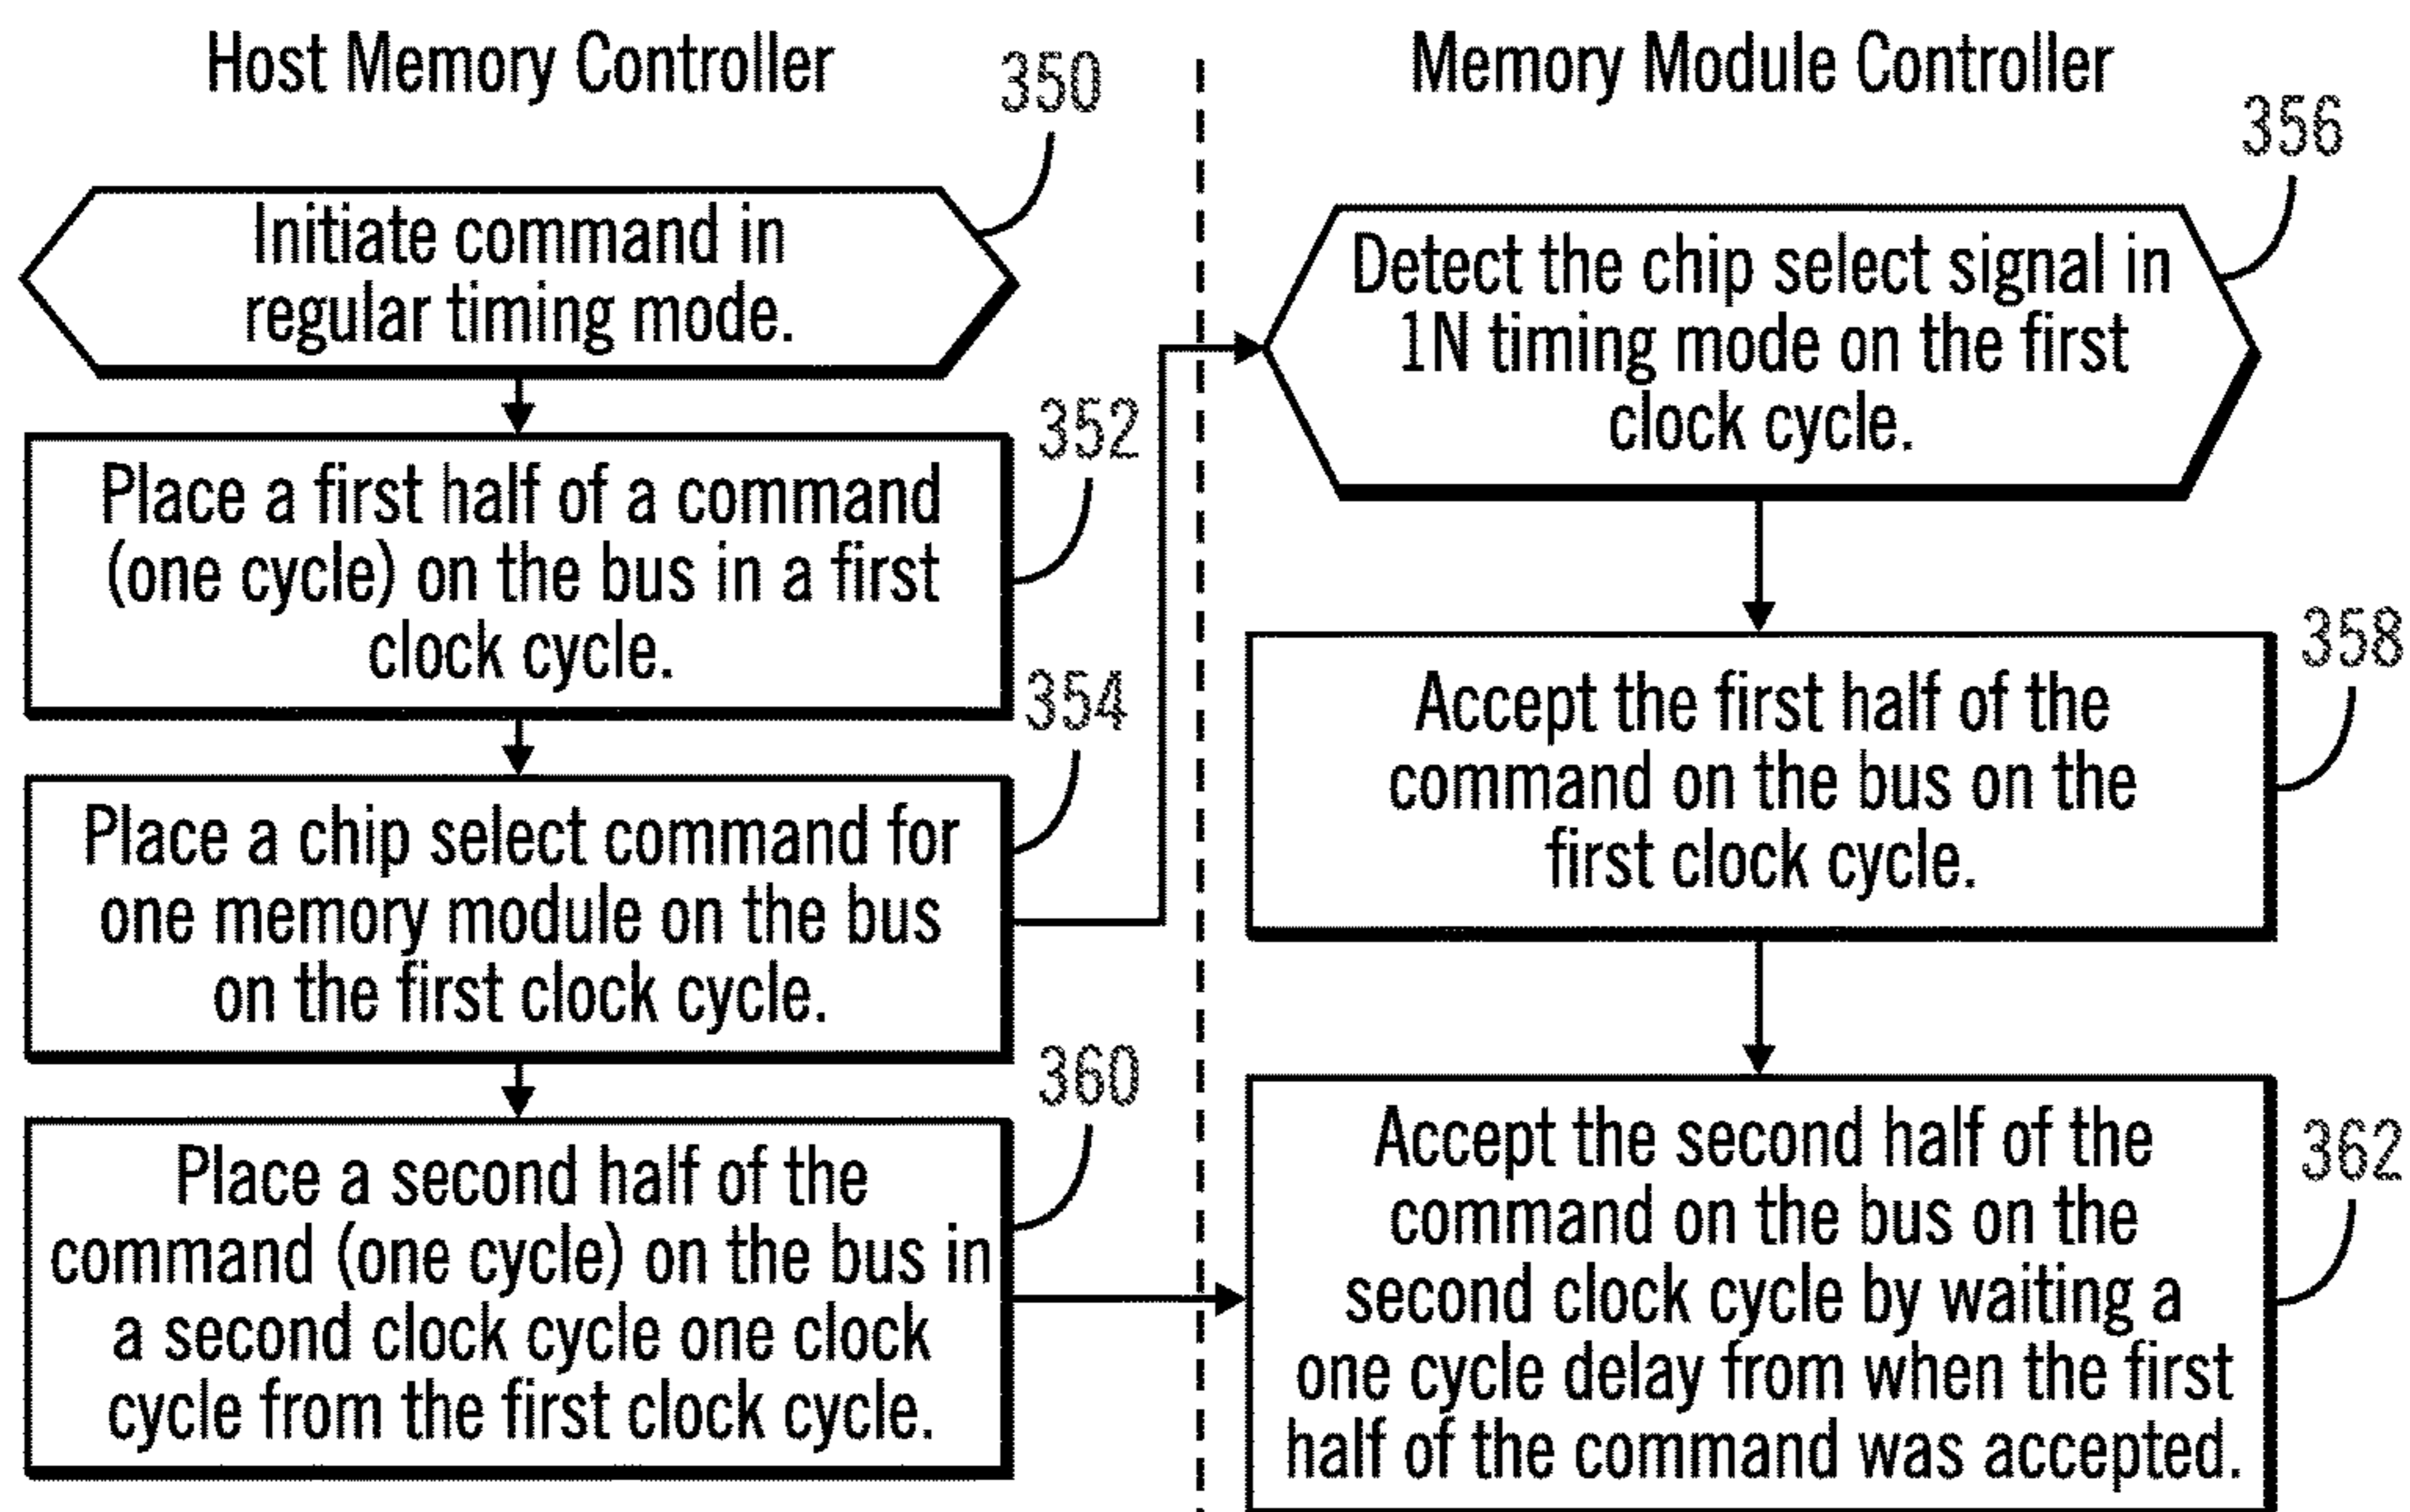 Host Memory Controller
350
Initiate command in
regular timing mode.
352
Place a first half of a command
(one cycle) on the bus in a first
clock cycle.
354
Place a chip select command for
one memory module on the bus
on the first clock cycle.
360
Place a second half of the
command (one cycle) on the bus in
a second clock cycle one clock
cycle from the first clock cycle.
Memory Module Controller
356
Detect the chip select signal in
1N timing mode on the first
clock cycle.
358
Accept the first half of the
command on the bus on the
first clock cycle.
362
Accept the second half of the
command on the bus on the
second clock cycle by waiting a
one cycle delay from when the first
half of the command was accepted.